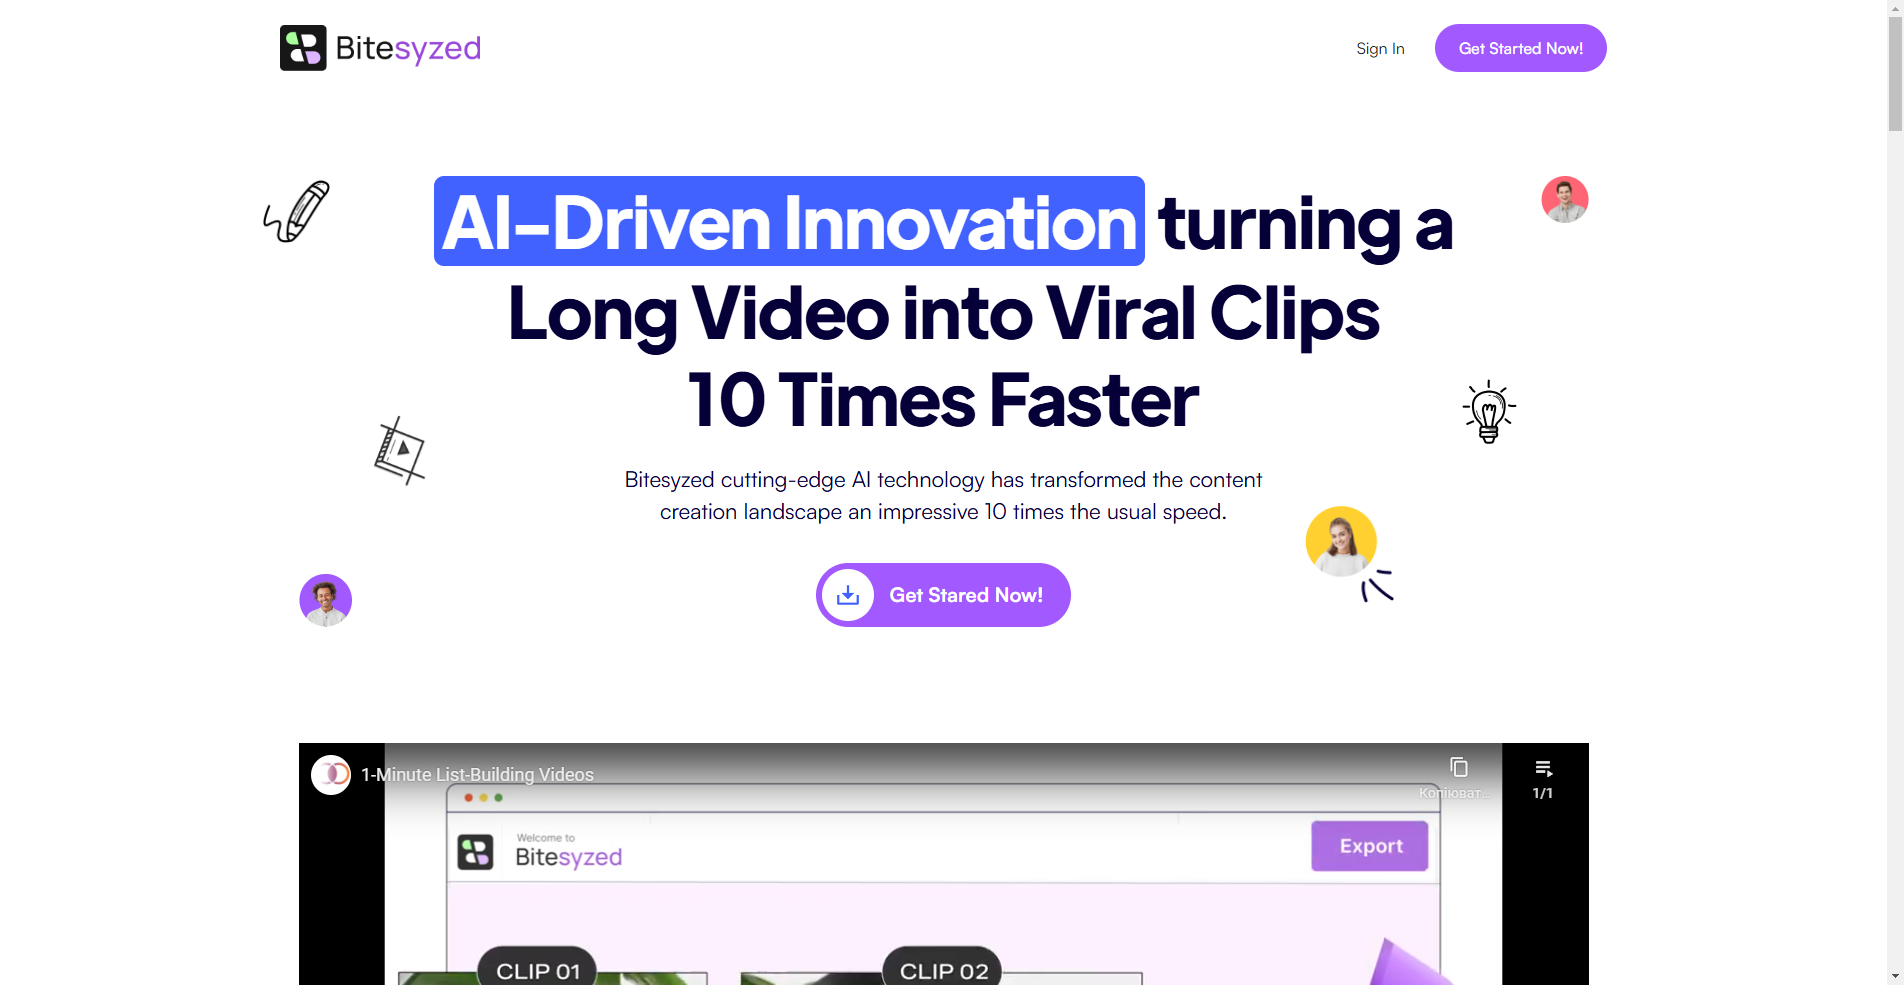 Bitesyzed
Sign In
Get Started Now!
AI-Driven Innovation turning a
Long Video into Viral Clips
10 Times Faster
Bitesyzed cutting-edge AI technology has transformed the content
creation landscape an impressive 10 times the usual speed.
Get Stared Now!
1-Minute List-Building Videos
Копіюват...
1/1
Welcome to
Bitesyzed
Export
CLIP 01
CLIP 02